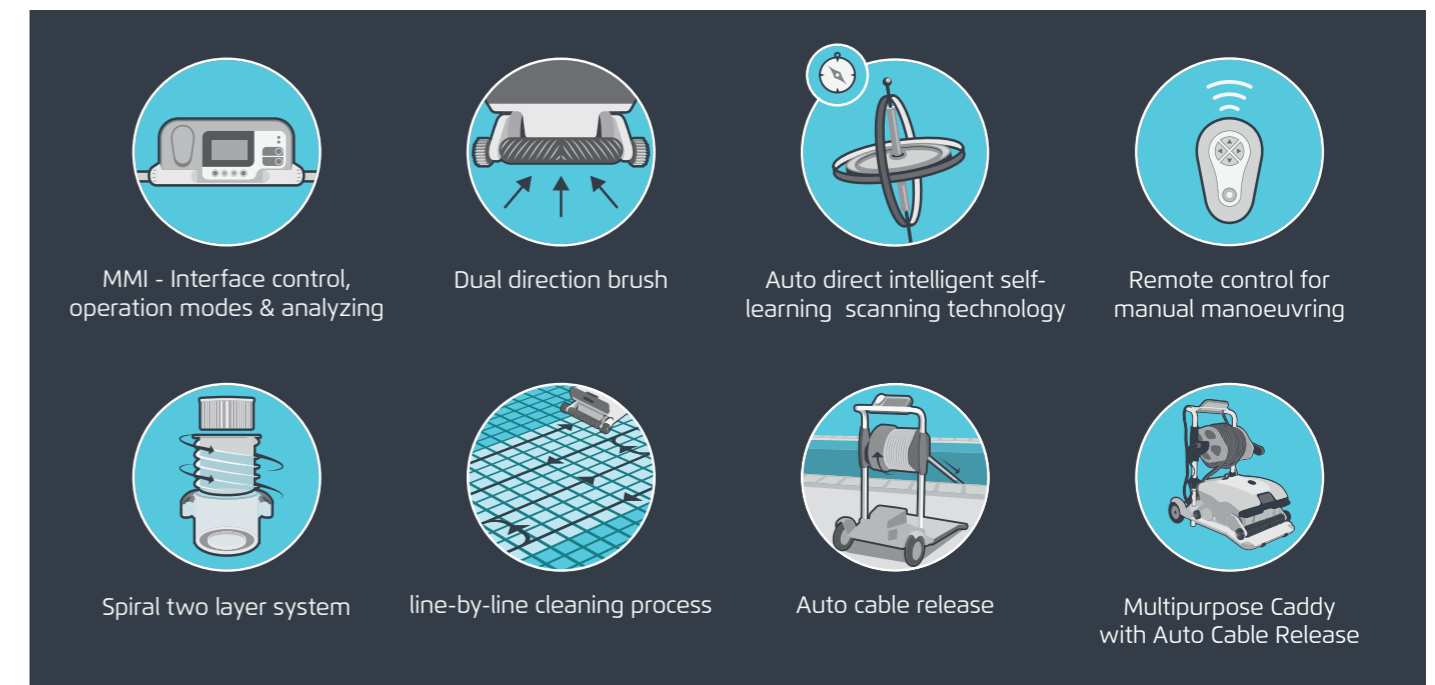 MMI - Interface control,
operation modes & analyzing
Dual direction brush
Auto direct intelligent self-
learning  scanning technology
Remote control for
manual manoeuvring
Spiral two layer system
line-by-line cleaning process
Auto cable release
Multipurpose Caddy
with Auto Cable Release